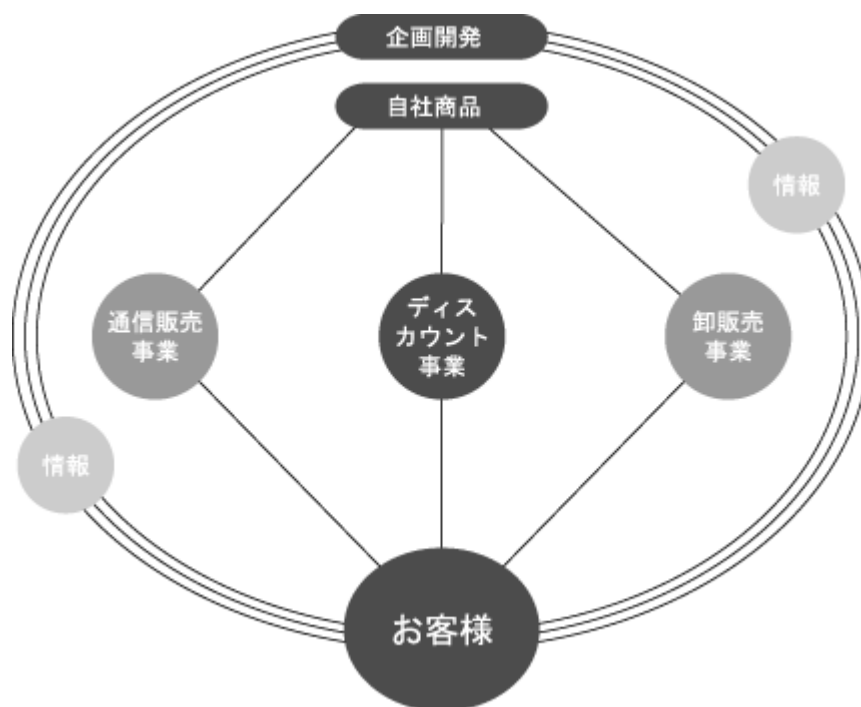 企画開発
自社商品
情報
通信販売
事業
ディス
カウント
事業
卸販売
事業
情報
お客様